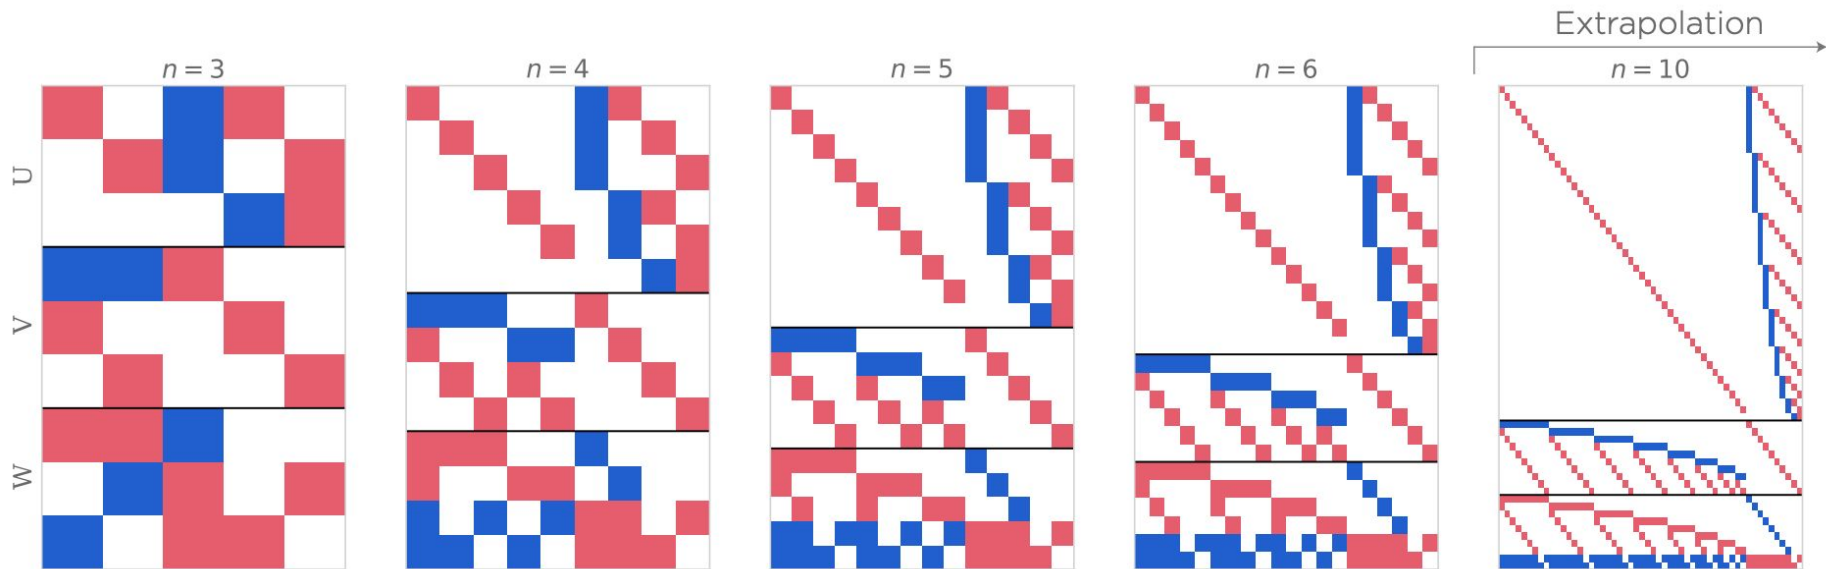 Extrapolation
n = 3
n = 4
n = 5
n = 6
n = 10
U
V
W